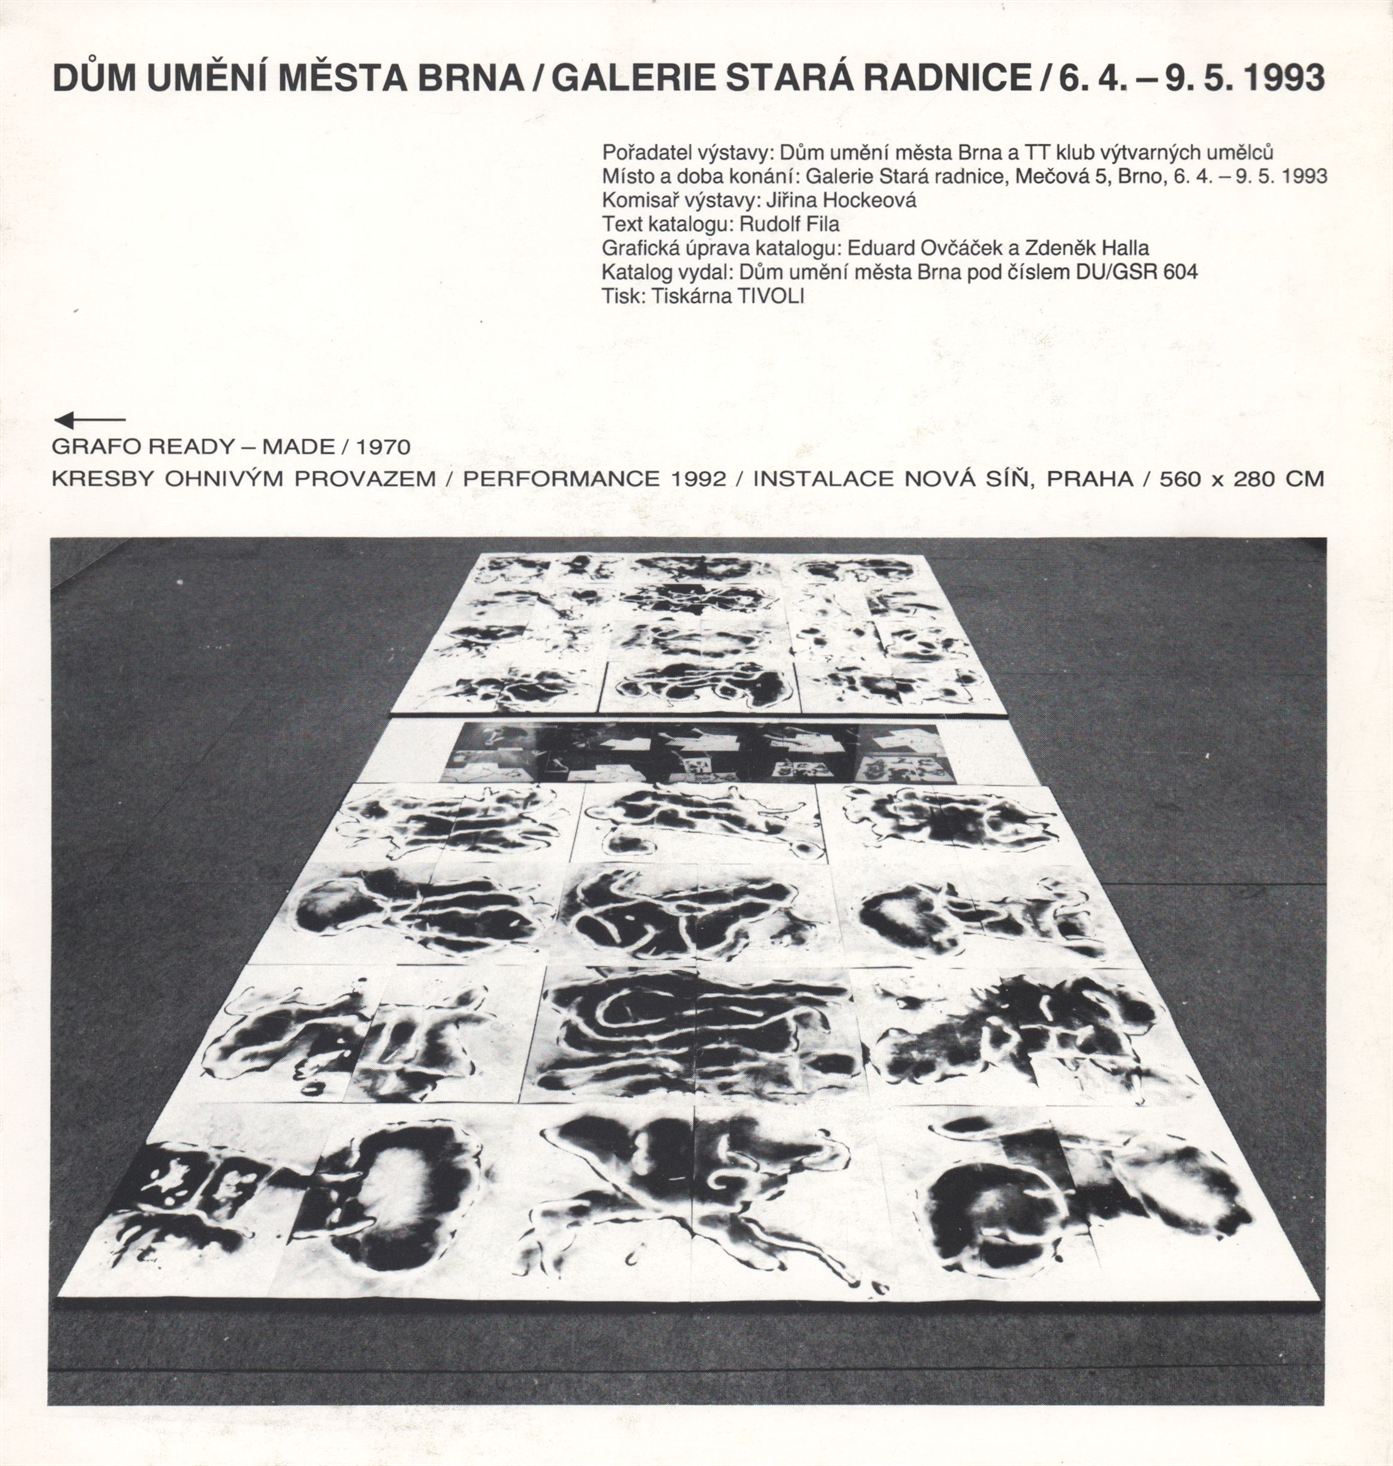 DŮM UMĚNÍ MĚSTA BRNA / GALERIE STARÁ RADNICE / 6. 4. – 9. 5. 1993
Pořadatel výstavy: Dům umění města Brna a TT klub výtvarných umělců
Místo a doba konání: Galerie Stará radnice, Mečová 5, Brno, 6. 4. – 9. 5. 1993
Komisař výstavy: Jiřina Hockeová
Text katalogu: Rudolf Fila
Grafická úprava katalogu: Eduard Ovčáček a Zdeněk Halla
Katalog vydal: Dům umění města Brna pod číslem DU/GSR 604
Tisk: Tiskárna TIVOLI
GRAFO READY – MADE / 1970
KRESBY OHNIVÝM PROVAZEM / PERFORMANCE 1992 / INSTALACE NOVÁ SÍŇ, PRAHA / 560 x 280 CM